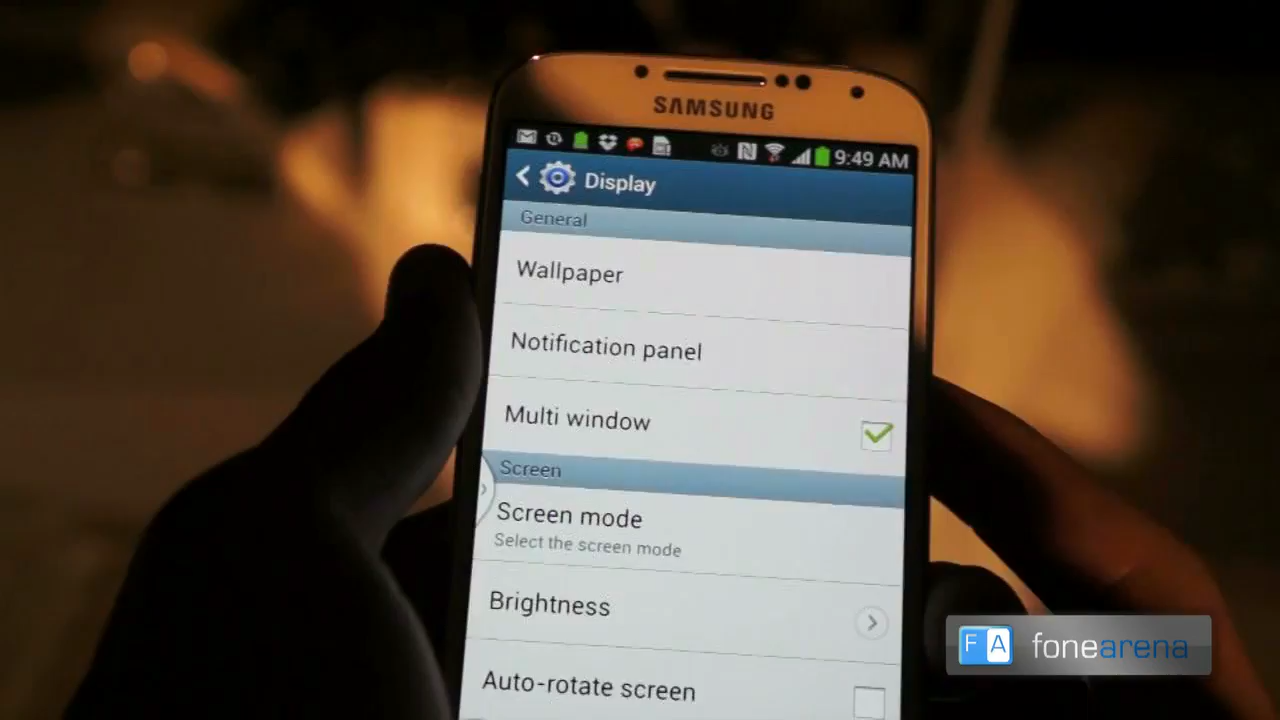 SAMSUNG
9:49 AM
Display
General
Wallpaper
Notification panel
Multi window
Screen
Screen mode
Select the screen mode
Brightness
Auto-rotate screen
FA fonearena